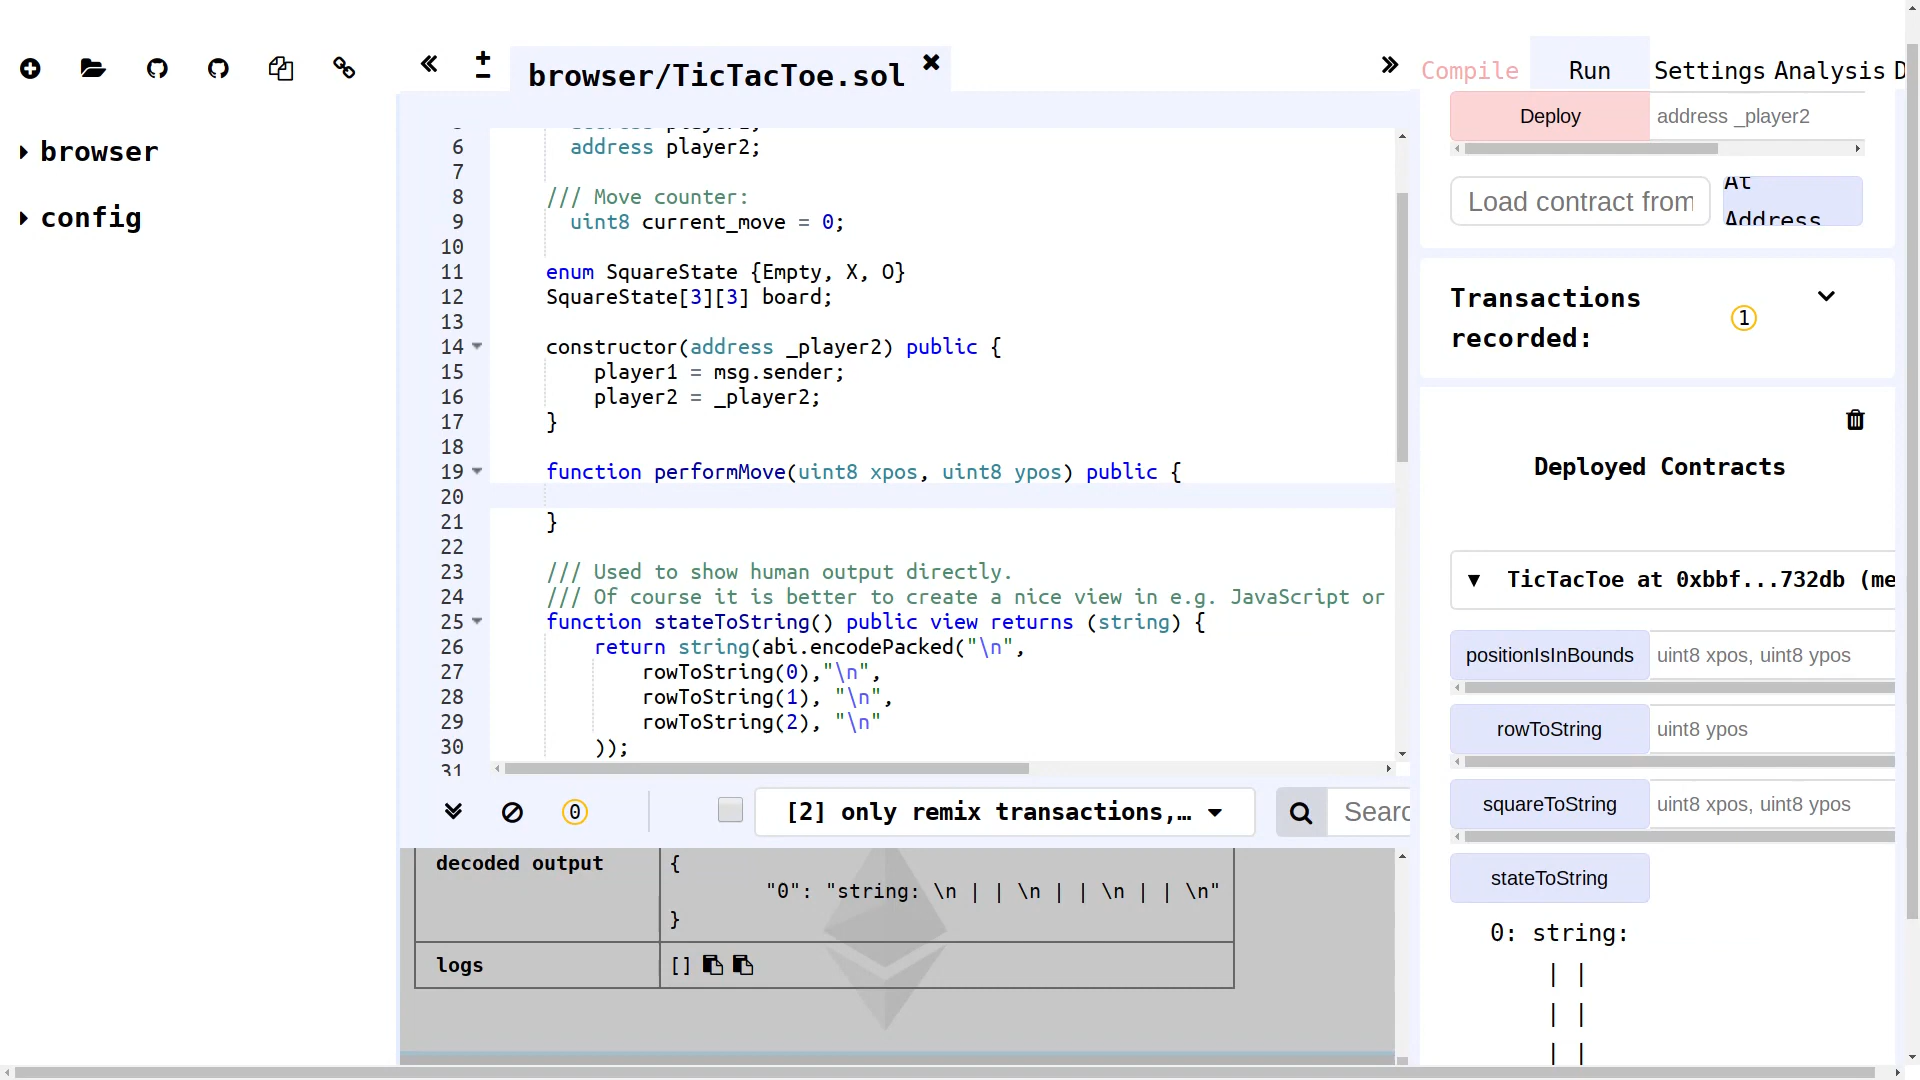 browser/TicTacToe.sol
Compile
Run
Settings
Analysis
D
browser
config
6 address player2;
7
8 /// Move counter:
9 uint8 current_move = 0;
10
11 enum SquareState {Empty, X, O}
12 SquareState[3][3] board;
13
14 constructor(address _player2) public {
15 player1 = msg.sender;
16 player2 = _player2;
17 }
18
19 function performMove(uint8 xpos, uint8 ypos) public {
20
21 }
22
23 /// Used to show human output directly.
24 /// Of course it is better to create a nice view in e.g. JavaScript or
25 function stateToString() public view returns (string) {
26 return string(abi.encodePacked("\n",
27 rowToString(0),"\n",
28 rowToString(1), "\n",
29 rowToString(2), "\n"
30 ));
31
0
[2] only remix transactions,…
Searc
decoded output
{
"0": "string: \n | | \n | | \n | | \n"
}
logs
[]
Deploy
address _player2
Load contract from
At
Address
Transactions
recorded:
1
Deployed Contracts
TicTacToe at 0xbbf...732db (me
positionIsInBounds
uint8 xpos, uint8 ypos
rowToString
uint8 ypos
squareToString
uint8 xpos, uint8 ypos
stateToString
0: string:
| |
| |
| |